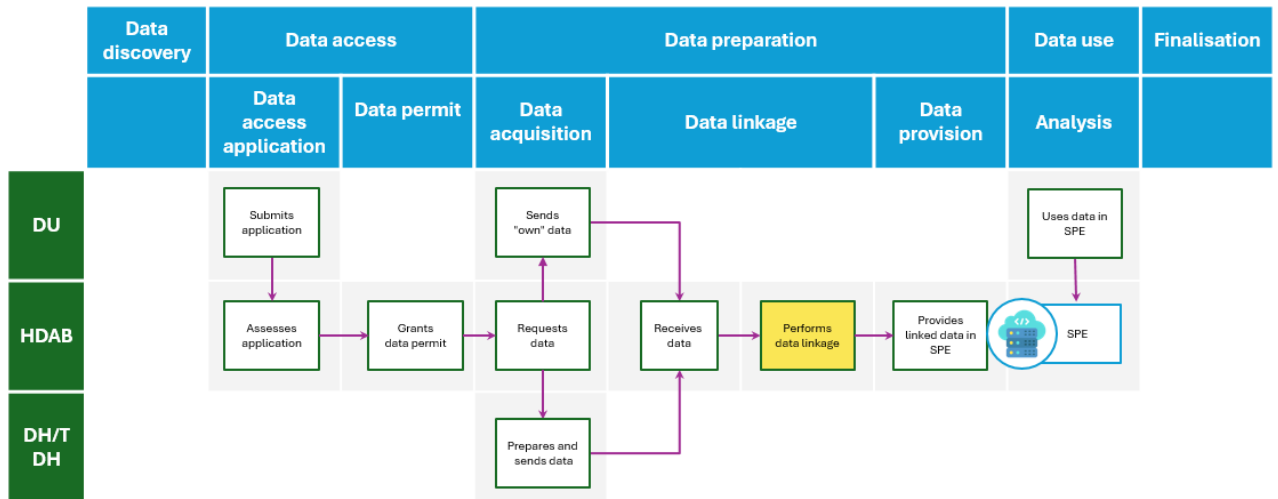 Data
discovery
Data access
Data preparation
Data use
Finalisation
Data
access
application
Data permit
Data
acquisition
Data linkage
Data
provision
Analysis
DU
Submits
application
Sends
"own" data
Uses data in
SPE
HDAB
Assesses
application
Grants
data permit
Requests
data
Receives
data
Performs
data linkage
Provides
linked data in
SPE
</>
SPE
DH/T
DH
Prepares and
sends data